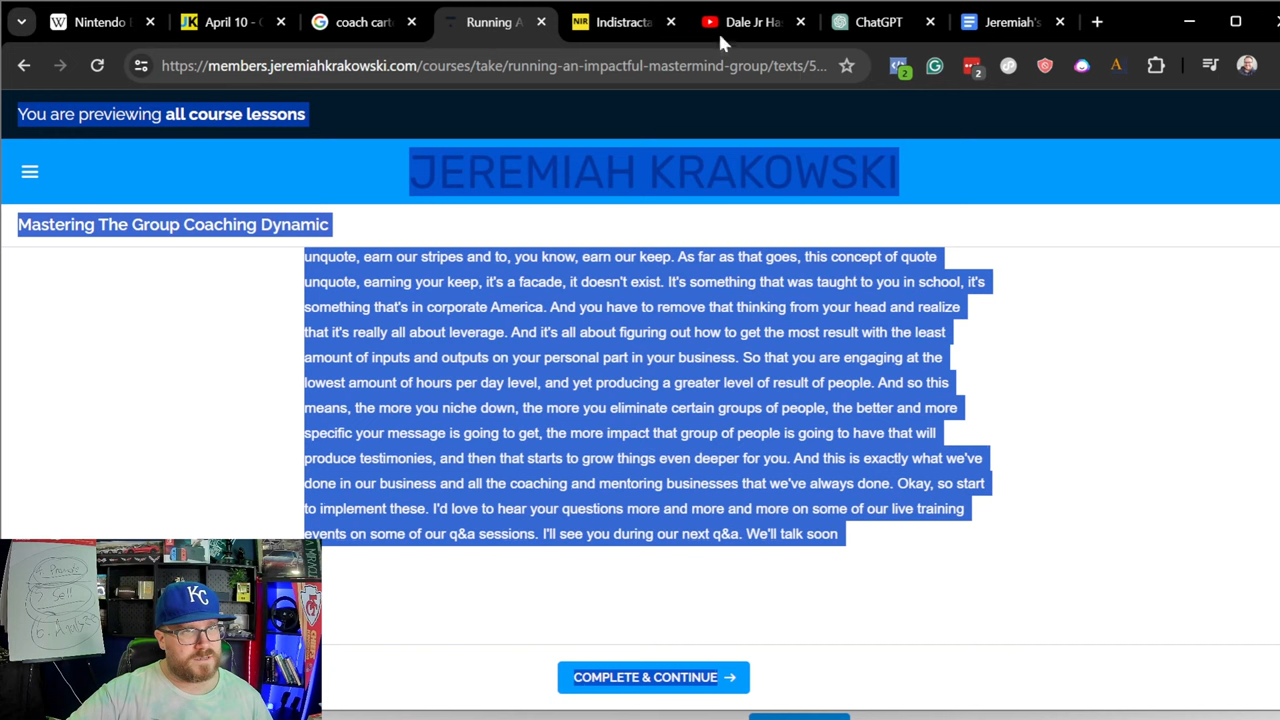 Nintendo
April 10 -
coach cart
Running A
Indistracta
Dale Jr Ha
ChatGPT
Jeremiah's
https://members.jeremiahkrakowski.com/courses/take/running-an-impactful-mastermind-group/texts/5...
2
2
You are previewing all course lessons
JEREMIAH KRAKOWSKI
Mastering The Group Coaching Dynamic
unquote, earn our stripes and to, you know, earn our keep. As far as that goes, this concept of quote
unquote, earning your keep, it's a facade, it doesn't exist. It's something that was taught to you in school, it's
something that's in corporate America. And you have to remove that thinking from your head and realize
that it's really all about leverage. And it's all about figuring out how to get the most result with the least
amount of inputs and outputs on your personal part in your business. So that you are engaging at the
lowest amount of hours per day level, and yet producing a greater level of result of people. And so this
means, the more you niche down, the more you eliminate certain groups of people, the better and more
specific your message is going to get, the more impact that group of people is going to have that will
produce testimonies, and then that starts to grow things even deeper for you. And this is exactly what we've
done in our business and all the coaching and mentoring businesses that we've always done. Okay, so start
to implement these. I'd love to hear your questions more and more and more on some of our live training
events on some of our q&a sessions. I'll see you during our next q&a. We'll talk soon
COMPLETE & CONTINUE
Promote
Sell
KC